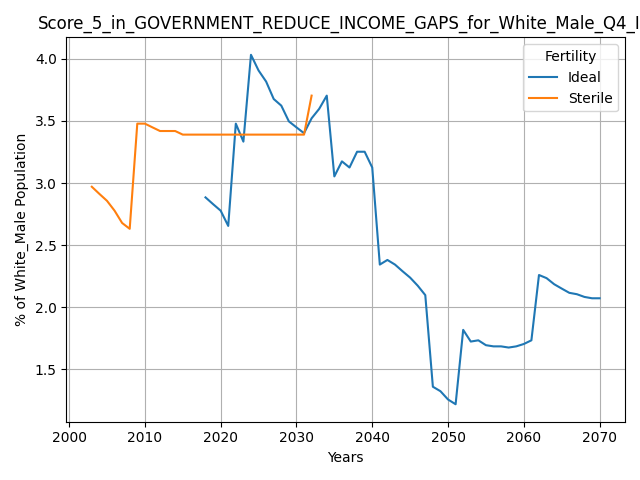 Score_5_in_GOVERNMENT_REDUCE_INCOME_GAPS_for_White_Male_Q4_I
Fertility
Ideal
Sterile
% of White_Male Population
4.0
3.5
3.0
2.5
2.0
1.5
2000 2010 2020 2030 2040 2050 2060 2070
Years